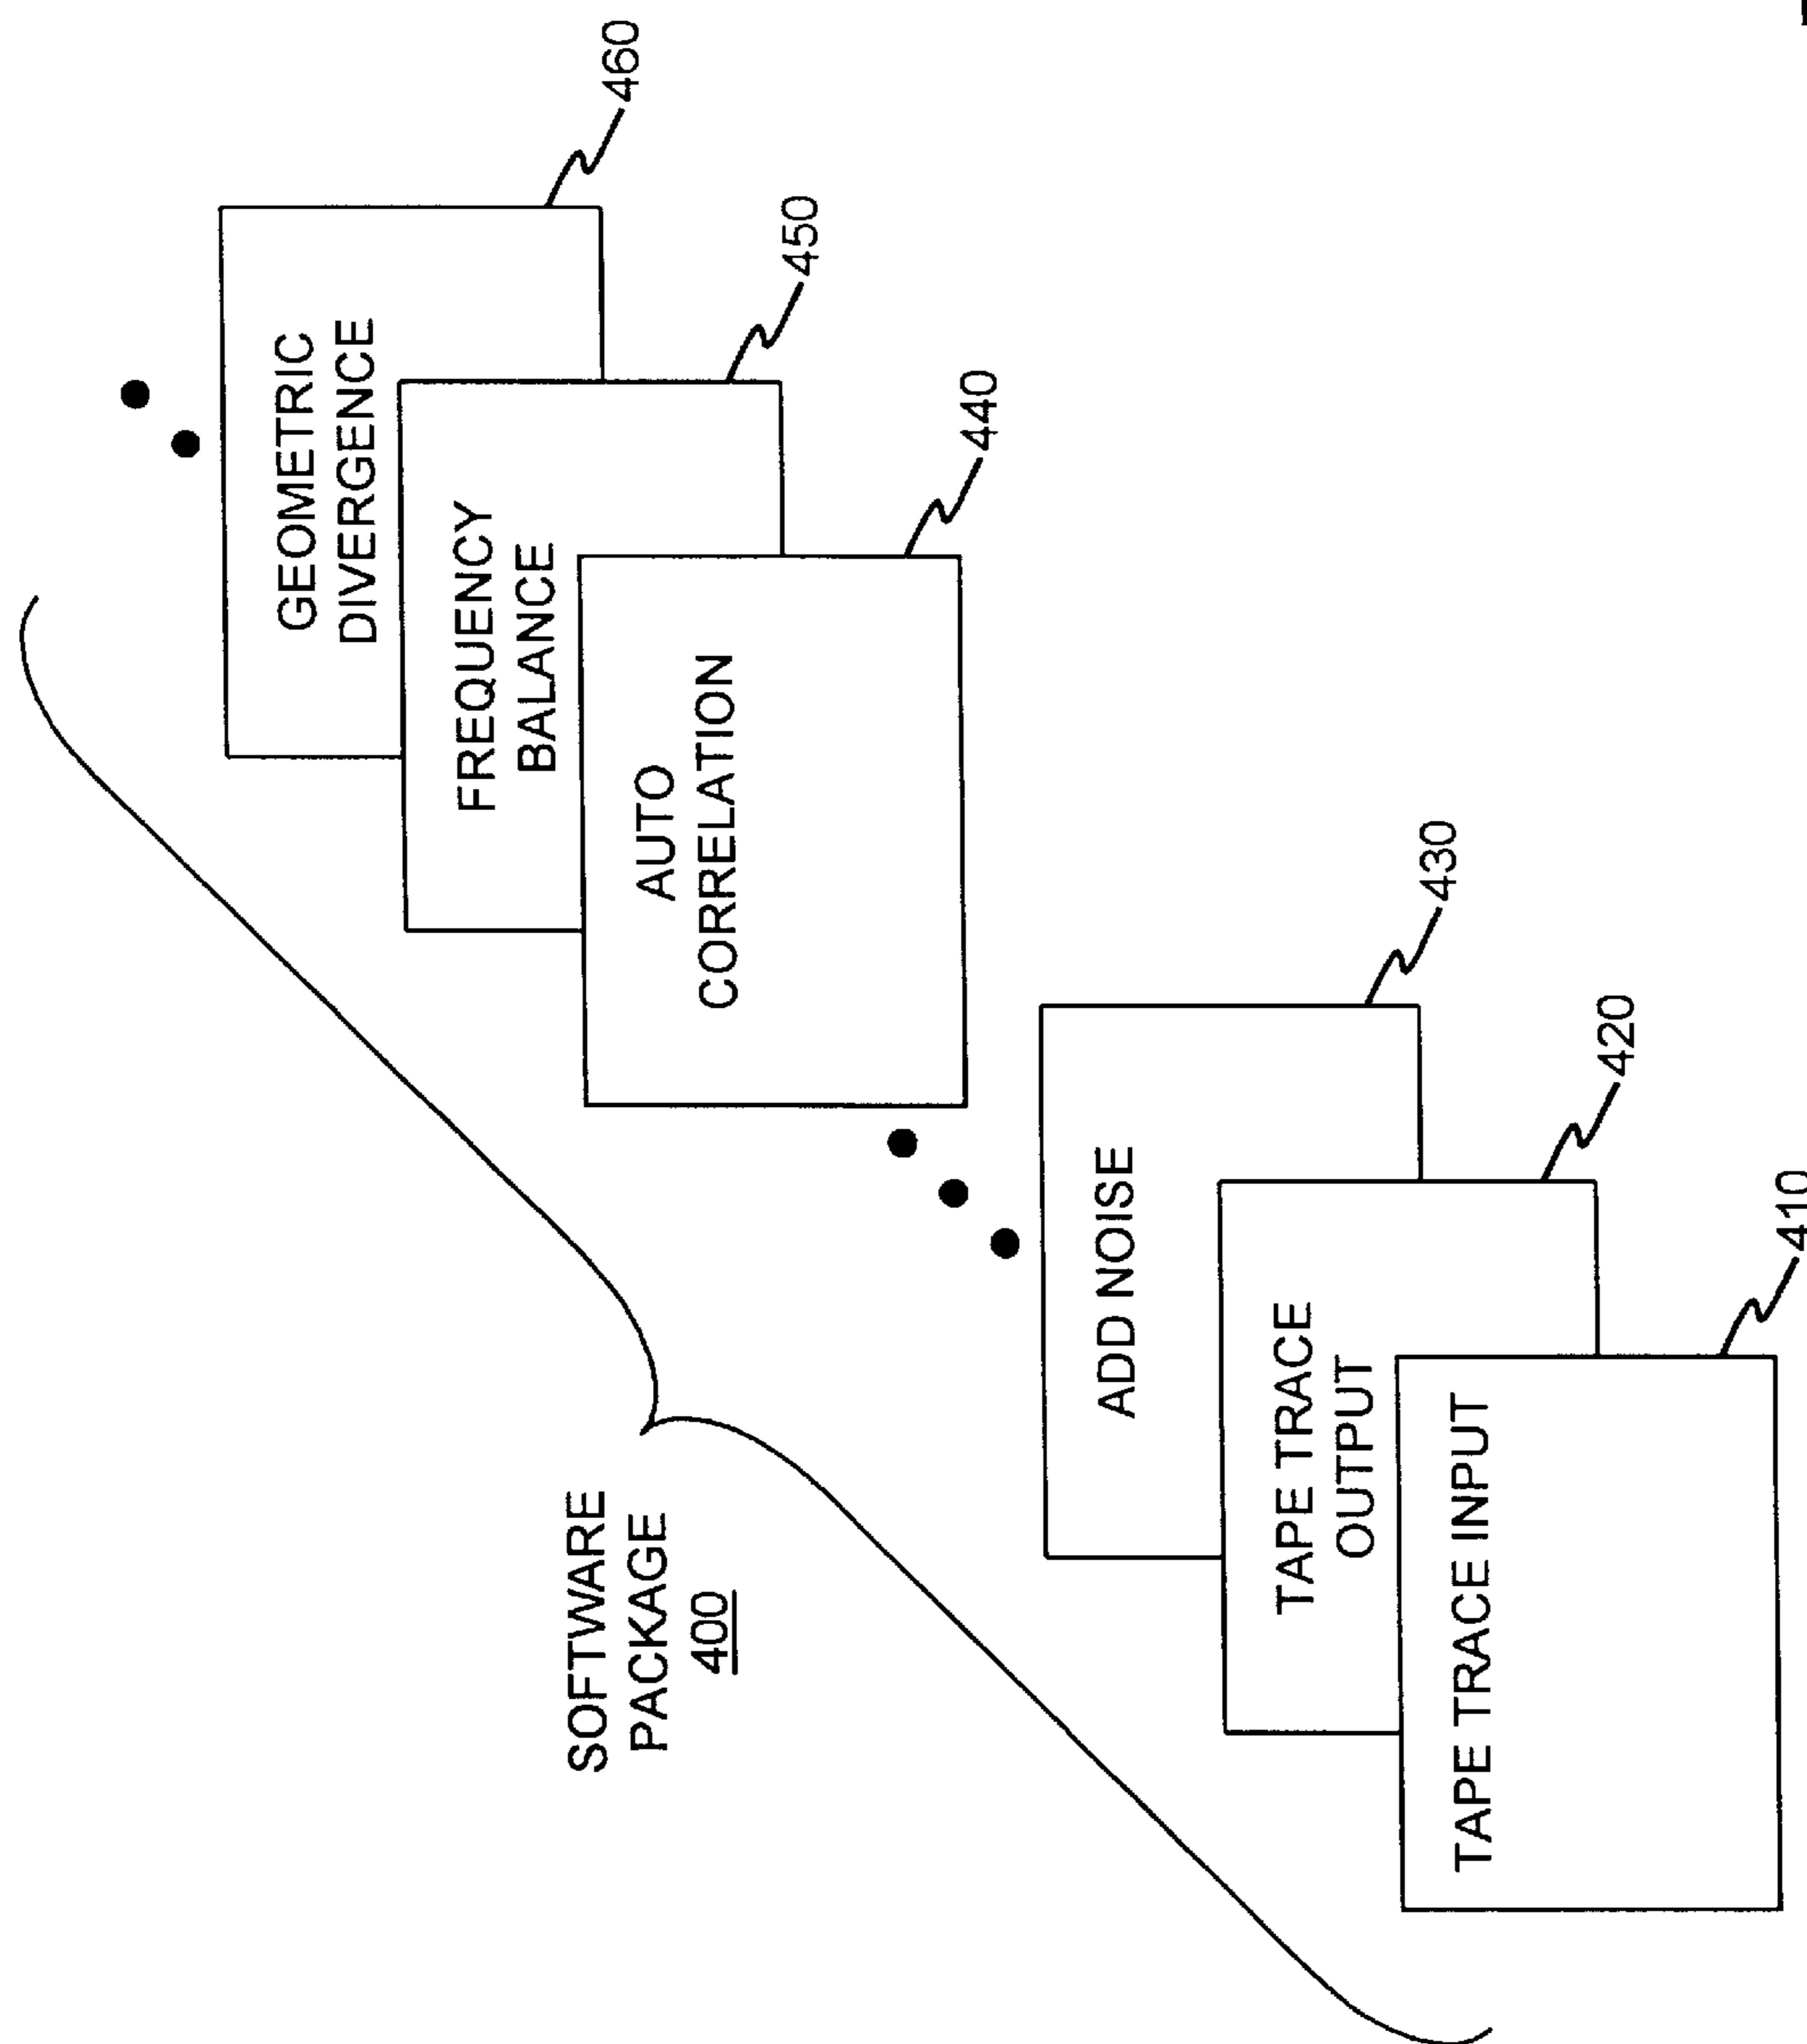 SOFTWARE
PACKAGE
400
GEOMETRIC
DIVERGENCE
460
FREQUENCY
BALANCE
450
AUTO
CORRELATION
440
ADD NOISE
430
TAPE TRACE
OUTPUT
420
TAPE TRACE INPUT
410